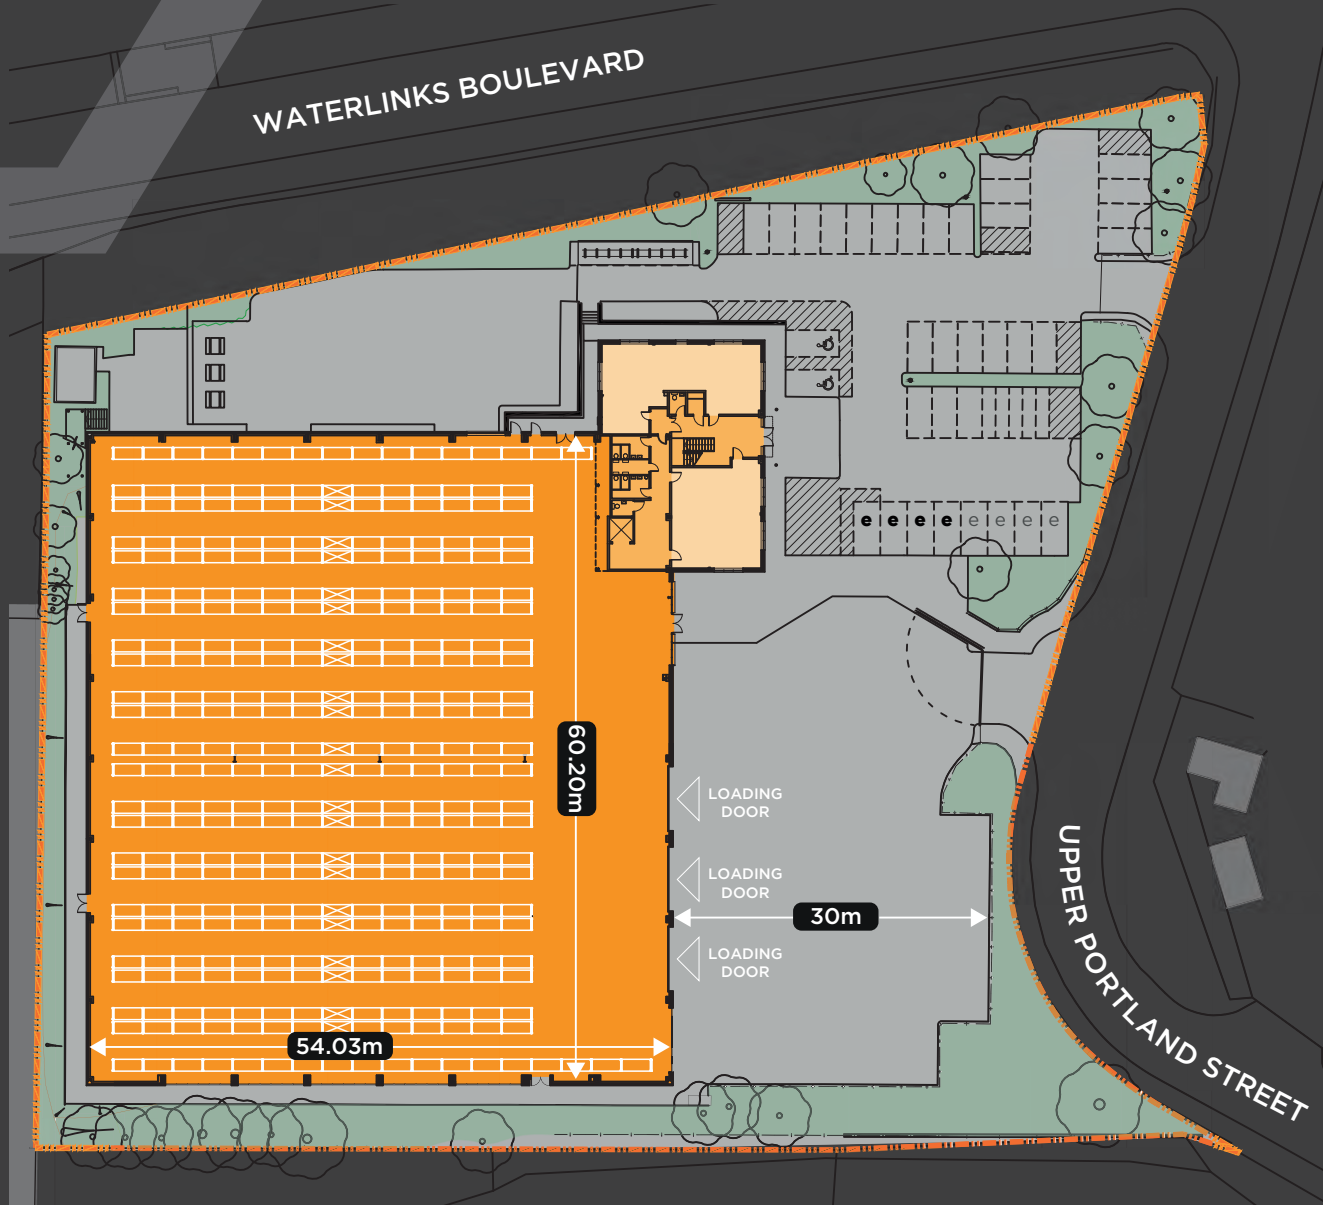 WATERLINKS BOULEVARD
e e e e e e e e
60.20m
LOADING
DOOR
LOADING
DOOR
30m
LOADING
DOOR
54.03m
UPPER PORTLAND STREET